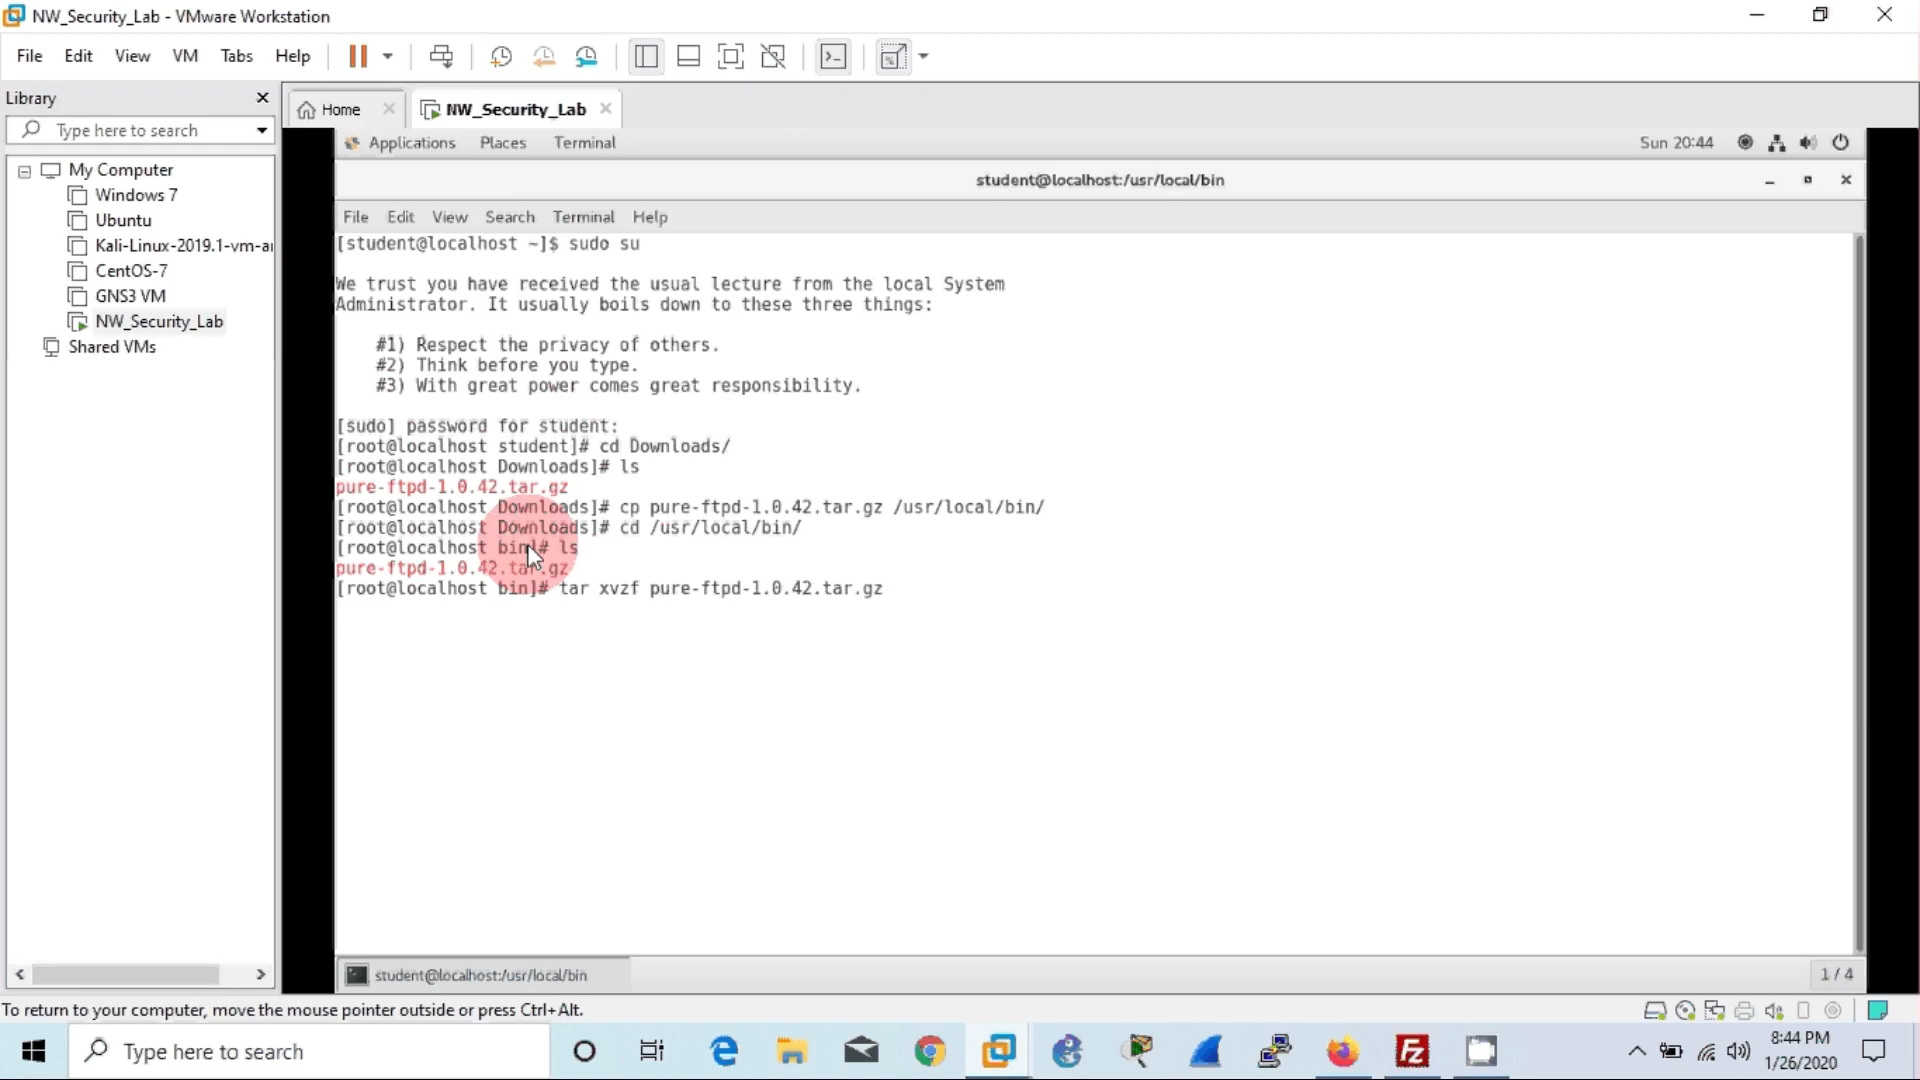 NW_Security_Lab - VMware Workstation
File Edit View VM Tabs Help
Library
Type here to search
My Computer
Windows 7
Ubuntu
Kali-Linux-2019.1-vm-a
CentOS-7
GNS3 VM
NW_Security_Lab
Shared VMs
Home NW_Security_Lab
Applications Places Terminal Sun 20:44
student@localhost:/usr/local/bin
File Edit View Search Terminal Help
[student@localhost ~]$ sudo su
We trust you have received the usual lecture from the local System
Administrator. It usually boils down to these three things:
#1) Respect the privacy of others.
#2) Think before you type.
#3) With great power comes great responsibility.
[sudo] password for student:
[root@localhost student]# cd Downloads/
[root@localhost Downloads]# ls
pure-ftpd-1.0.42.tar.gz
[root@localhost Downloads]# cp pure-ftpd-1.0.42.tar.gz /usr/local/bin/
[root@localhost Downloads]# cd /usr/local/bin/
[root@localhost bin]# ls
pure-ftpd-1.0.42.tar.gz
[root@localhost bin]# tar xvzf pure-ftpd-1.0.42.tar.gz
student@localhost:/usr/local/bin 1 / 4
To return to your computer, move the mouse pointer outside or press Ctrl+Alt.
Type here to search
8:44 PM
1/26/2020